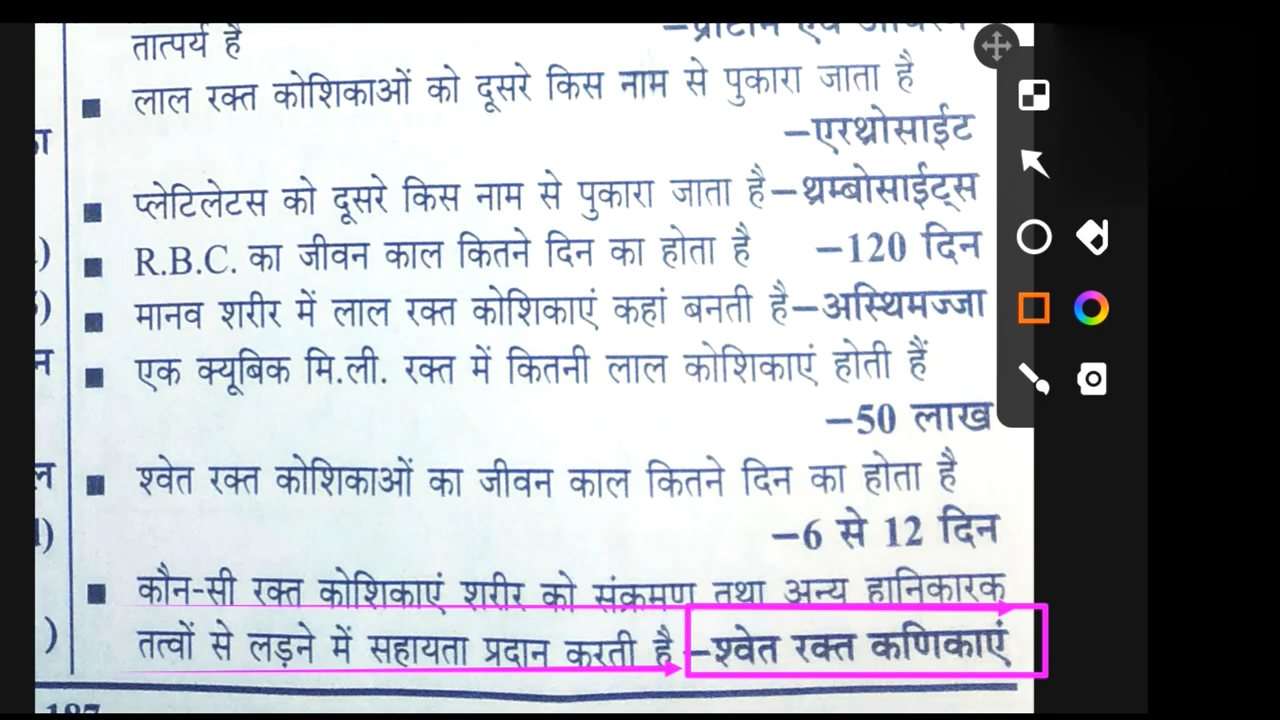 तात्पर्य है
लाल रक्त कोशिकाओं को दूसरे किस नाम से पुकारा जाता है
–एरथ्रोसाईट
प्लेटिलेटस को दूसरे किस नाम से पुकारा जाता है–थ्रम्बोसाईट्स
R.B.C. का जीवन काल कितने दिन का होता है –120 दिन
मानव शरीर में लाल रक्त कोशिकाएं कहां बनती है–अस्थिमज्जा
एक क्यूबिक मि.ली. रक्त में कितनी लाल कोशिकाएं होती हैं
–50 लाख
श्वेत रक्त कोशिकाओं का जीवन काल कितने दिन का होता है
–6 से 12 दिन
कौन-सी रक्त कोशिकाएं शरीर को संक्रमण तथा अन्य हानिकारक
तत्वों से लड़ने में सहायता प्रदान करती है –श्वेत रक्त कणिकाएं